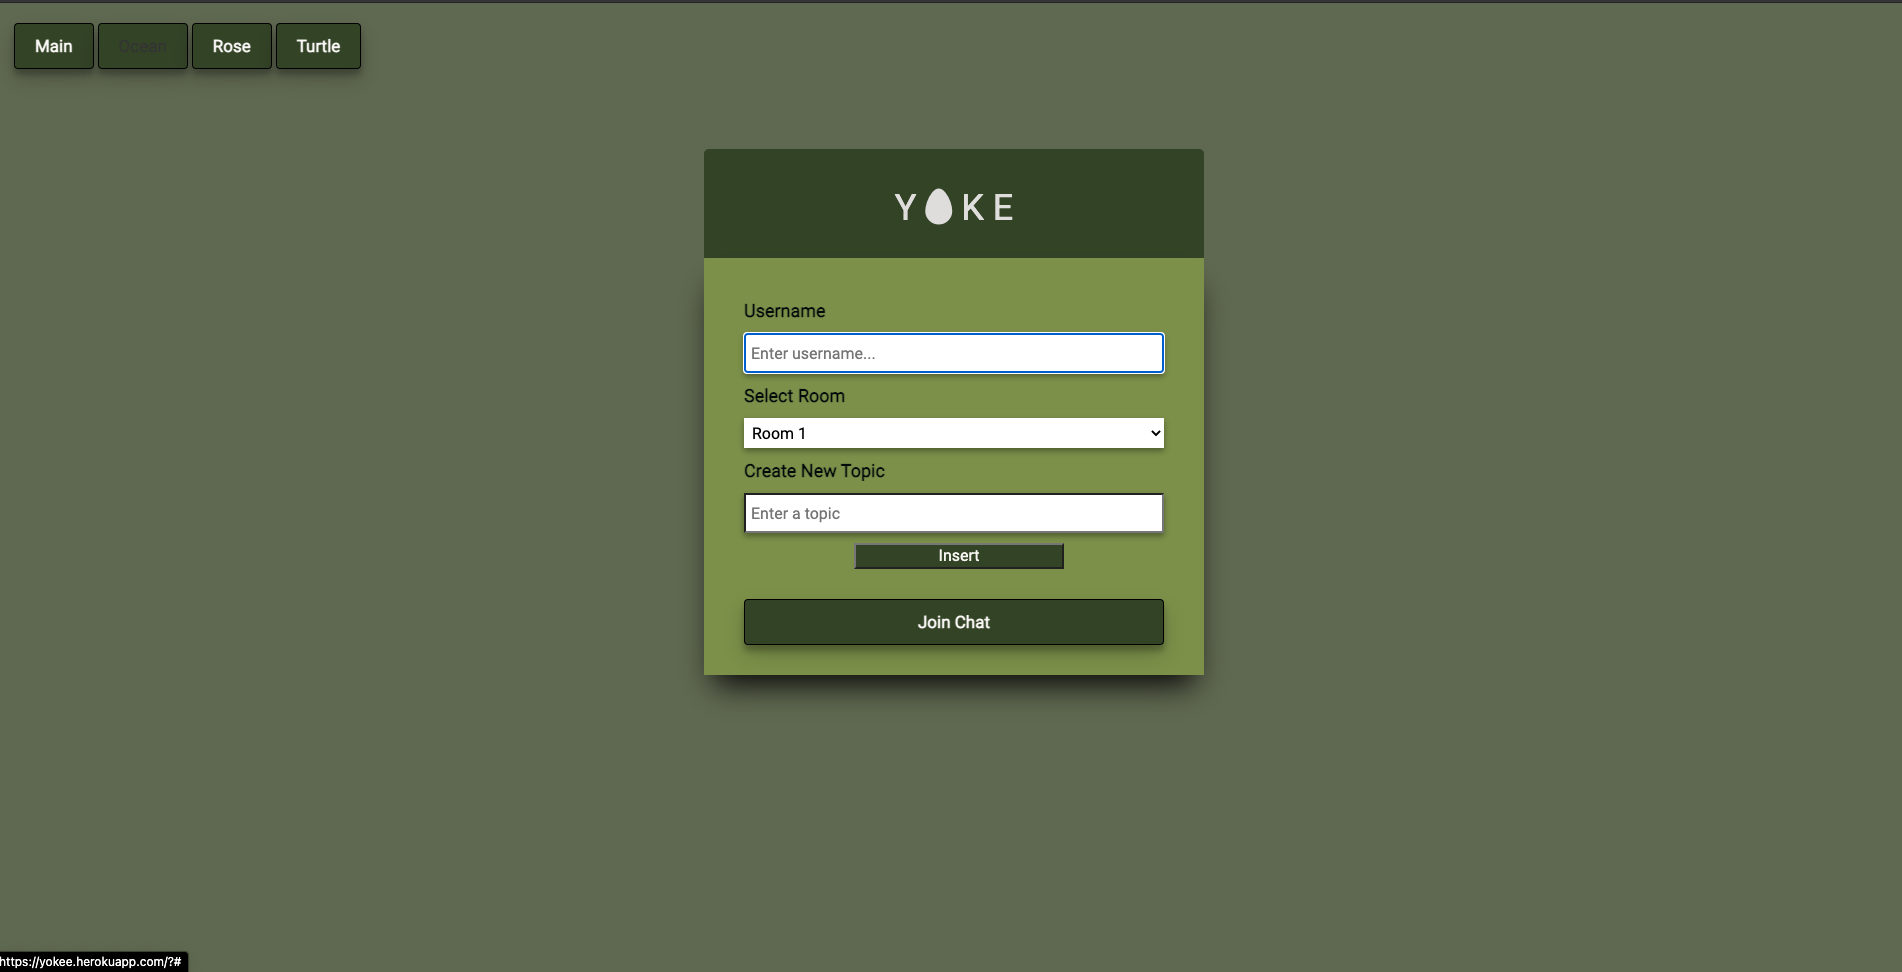 Main Ocean Rose Turtle
Y KE
Username
Enter username...
Select Room
Room 1
Create New Topic
Enter a topic
Insert
Join Chat
https://yokee.herokuapp.com/?#